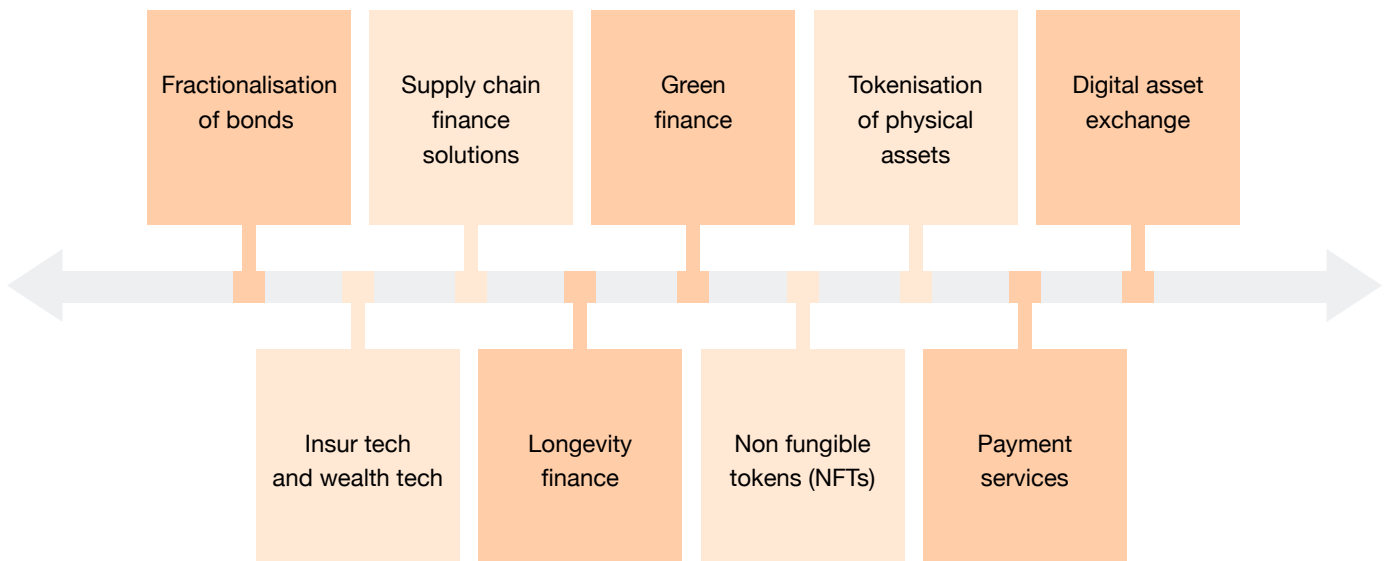 Fractionalisation
of bonds
Supply chain
finance
solutions
Green
finance
Tokenisation
of physical
assets
Digital asset
exchange
Insur tech
and wealth tech
Longevity
finance
Non fungible
tokens (NFTs)
Payment
services